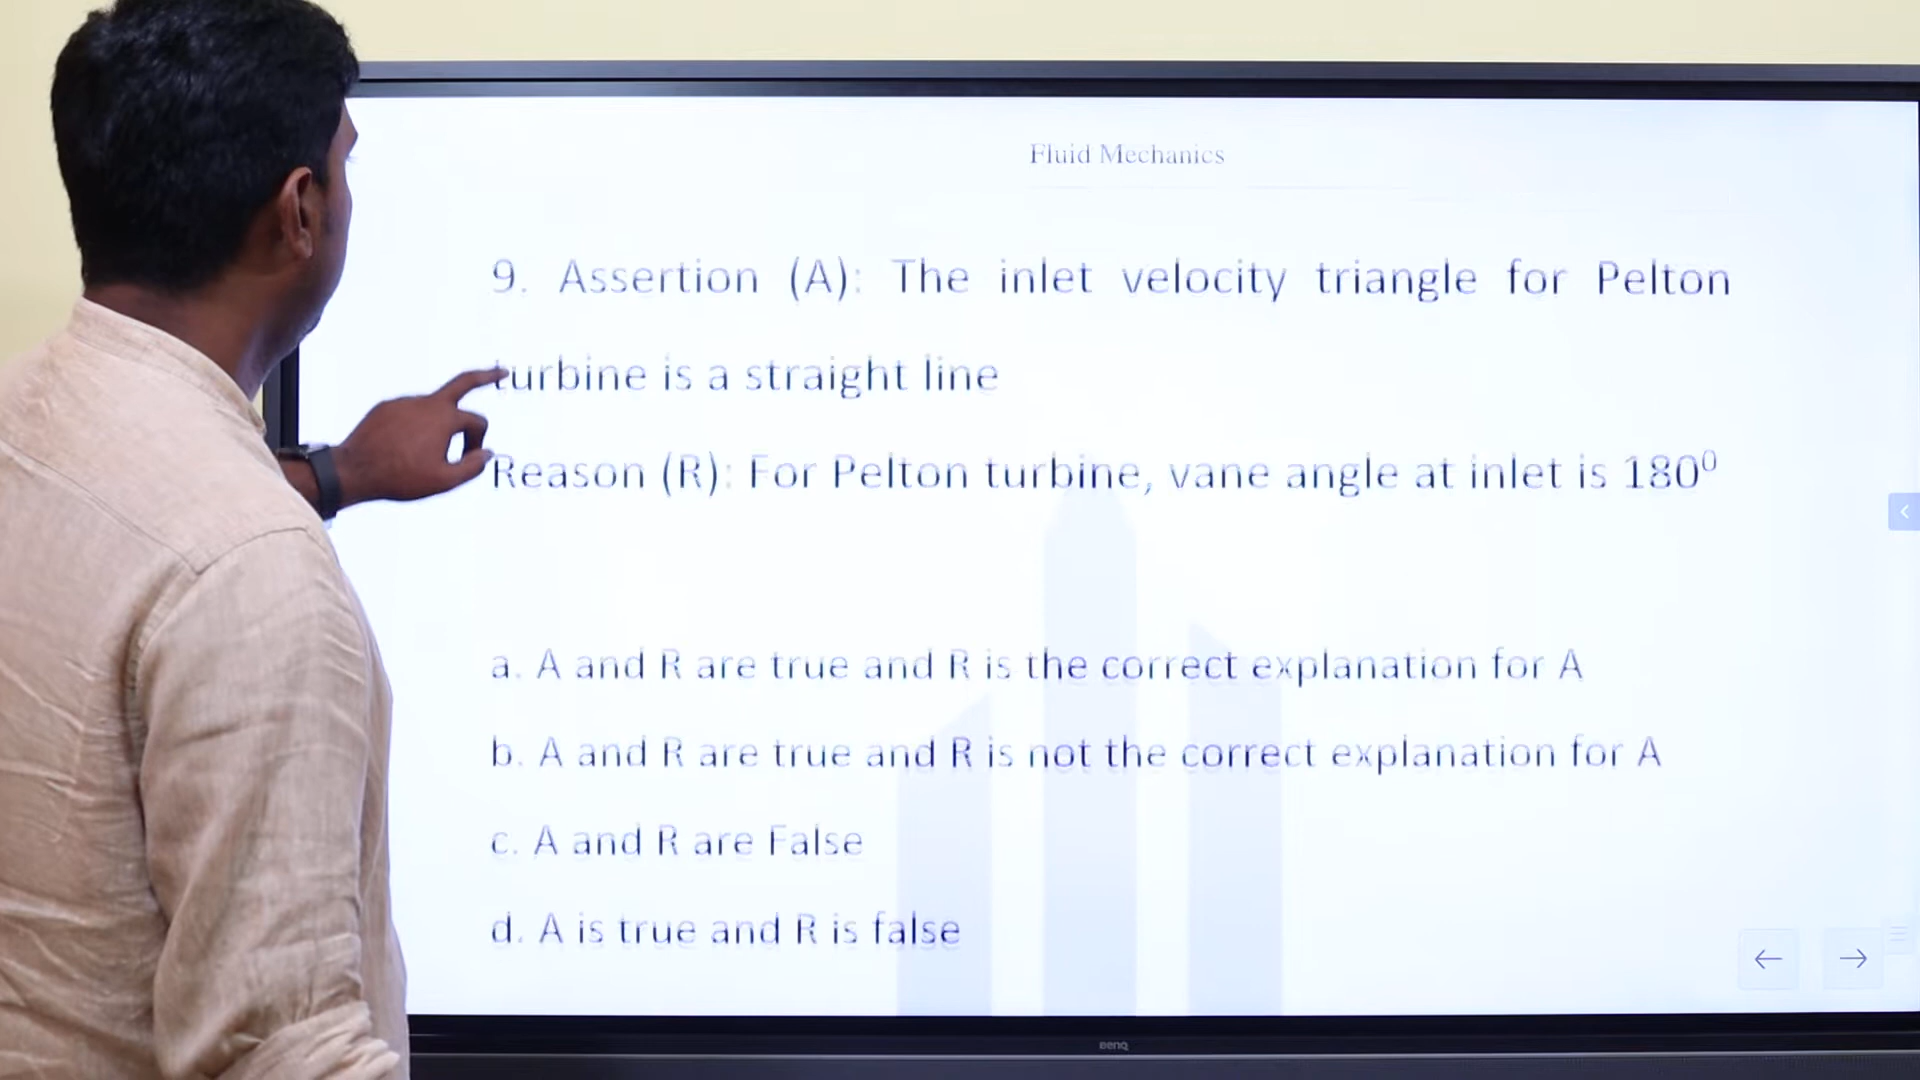 Fluid Mechanics
9. Assertion (A): The inlet velocity triangle for Pelton
turbine is a straight line
Reason (R): For Pelton turbine, vane angle at inlet is 180⁰
a. A and R are true and R is the correct explanation for A
b. A and R are true and R is not the correct explanation for A
c. A and R are False
d. A is true and R is false
BenQ